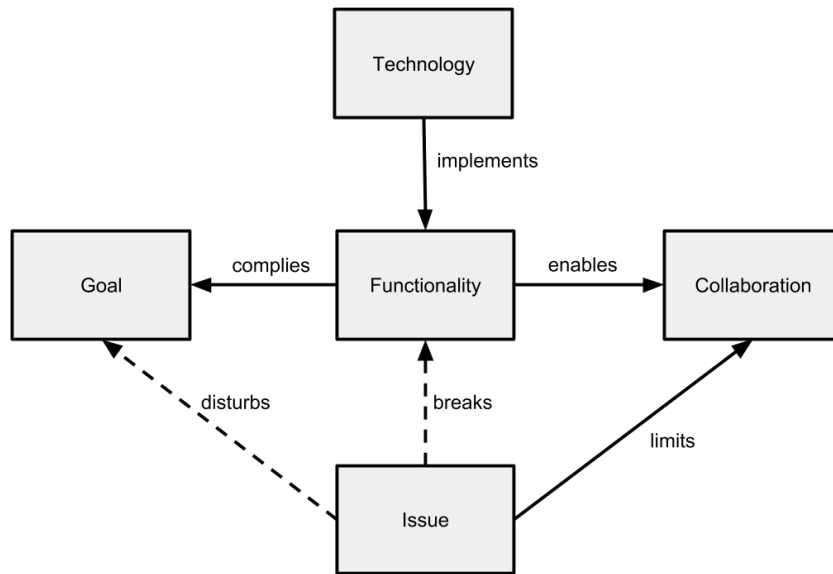 Technology
implements
Goal
complies
Functionality
enables
Collaboration
disturbs
breaks
limits
Issue